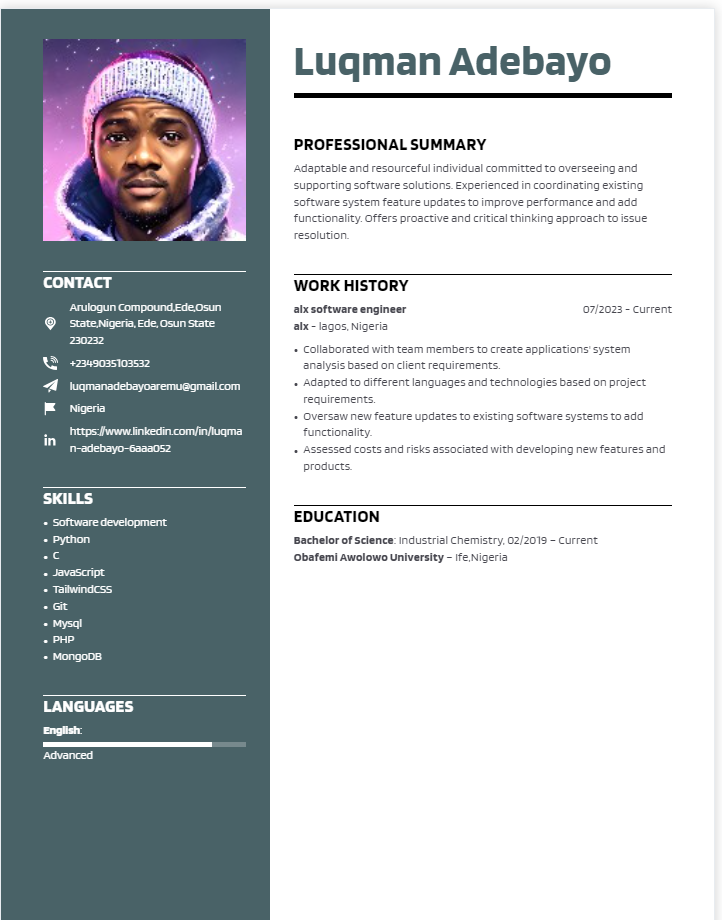 Luqman Adebayo
CONTACT
Arulogun Compound,Ede,Osun
State,Nigeria, Ede, Osun State
230232
+2349035103532
luqmanadebayoaremu@gmail.com
Nigeria
https://www.linkedin.com/in/luqma
n-adebayo-6aaa052
SKILLS
• Software development
• Python
• C
• JavaScript
• TailwindCSS
• Git
• Mysql
• PHP
• MongoDB
LANGUAGES
English:
Advanced
PROFESSIONAL SUMMARY
Adaptable and resourceful individual committed to overseeing and
supporting software solutions. Experienced in coordinating existing
software system feature updates to improve performance and add
functionality. Offers proactive and critical thinking approach to issue
resolution.
WORK HISTORY
alx software engineer 07/2023 - Current
alx - lagos, Nigeria
• Collaborated with team members to create applications' system
analysis based on client requirements.
• Adapted to different languages and technologies based on project
requirements.
• Oversaw new feature updates to existing software systems to add
functionality.
• Assessed costs and risks associated with developing new features and
products.
EDUCATION
Bachelor of Science: Industrial Chemistry, 02/2019 – Current
Obafemi Awolowo University – Ife,Nigeria